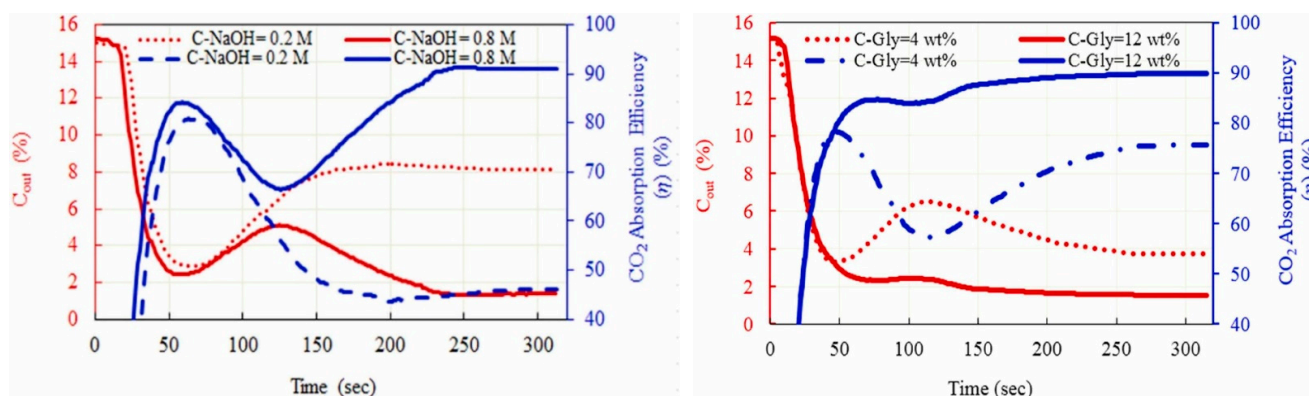 C-NaOH= 0.2 M C-NaOH= 0.8 M
C-NaOH= 0.2 M C-NaOH= 0.8 M
16
14
12
10
8
6
4
2
0
Cout (%)
100
90
80
70
60
50
40
CO2 Absorption Efficiency
(η) (%)
0 50 100 150 200 250 300
Time (sec)
C-Gly=4 wt% C-Gly=12 wt%
C-Gly=4 wt% C-Gly=12 wt%
16
14
12
10
8
6
4
2
0
Cout (%)
100
90
80
70
60
50
40
CO2 Absorption Efficiency
(%)
0 50 100 150 200 250 300
Time (sec)